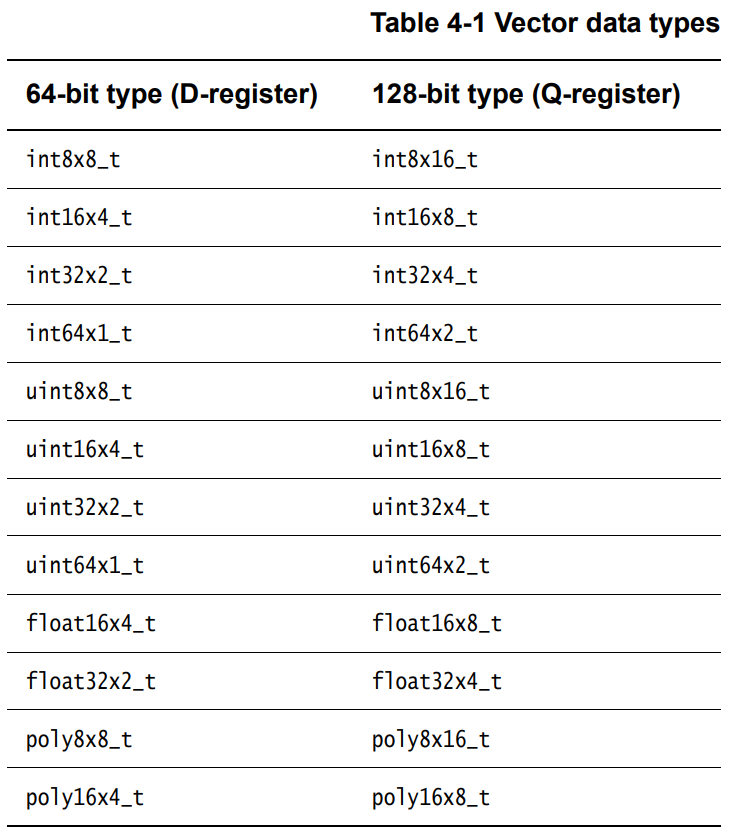 Table 4-1 Vector data types
64-bit type (D-register) 128-bit type (Q-register)
int8x8_t int8x16_t
int16x4_t int16x8_t
int32x2_t int32x4_t
int64x1_t int64x2_t
uint8x8_t uint8x16_t
uint16x4_t uint16x8_t
uint32x2_t uint32x4_t
uint64x1_t uint64x2_t
float16x4_t float16x8_t
float32x2_t float32x4_t
poly8x8_t poly8x16_t
poly16x4_t poly16x8_t